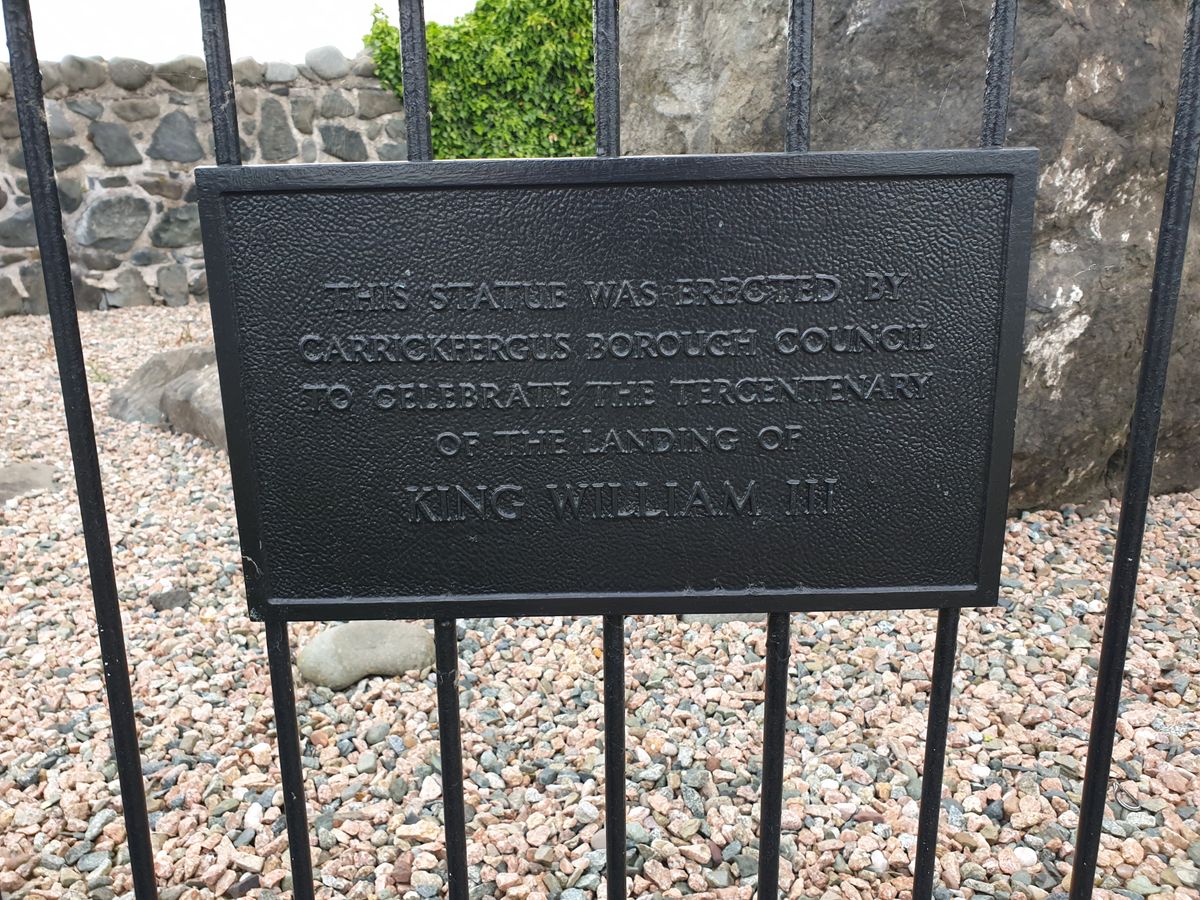 THIS STATUE WAS ERECTED BY
CARRICKFERGUS BOROUGH COUNCIL
TO CELEBRATE THE TERCENTENARY
OF THE LANDING OF
KING WILLIAM III